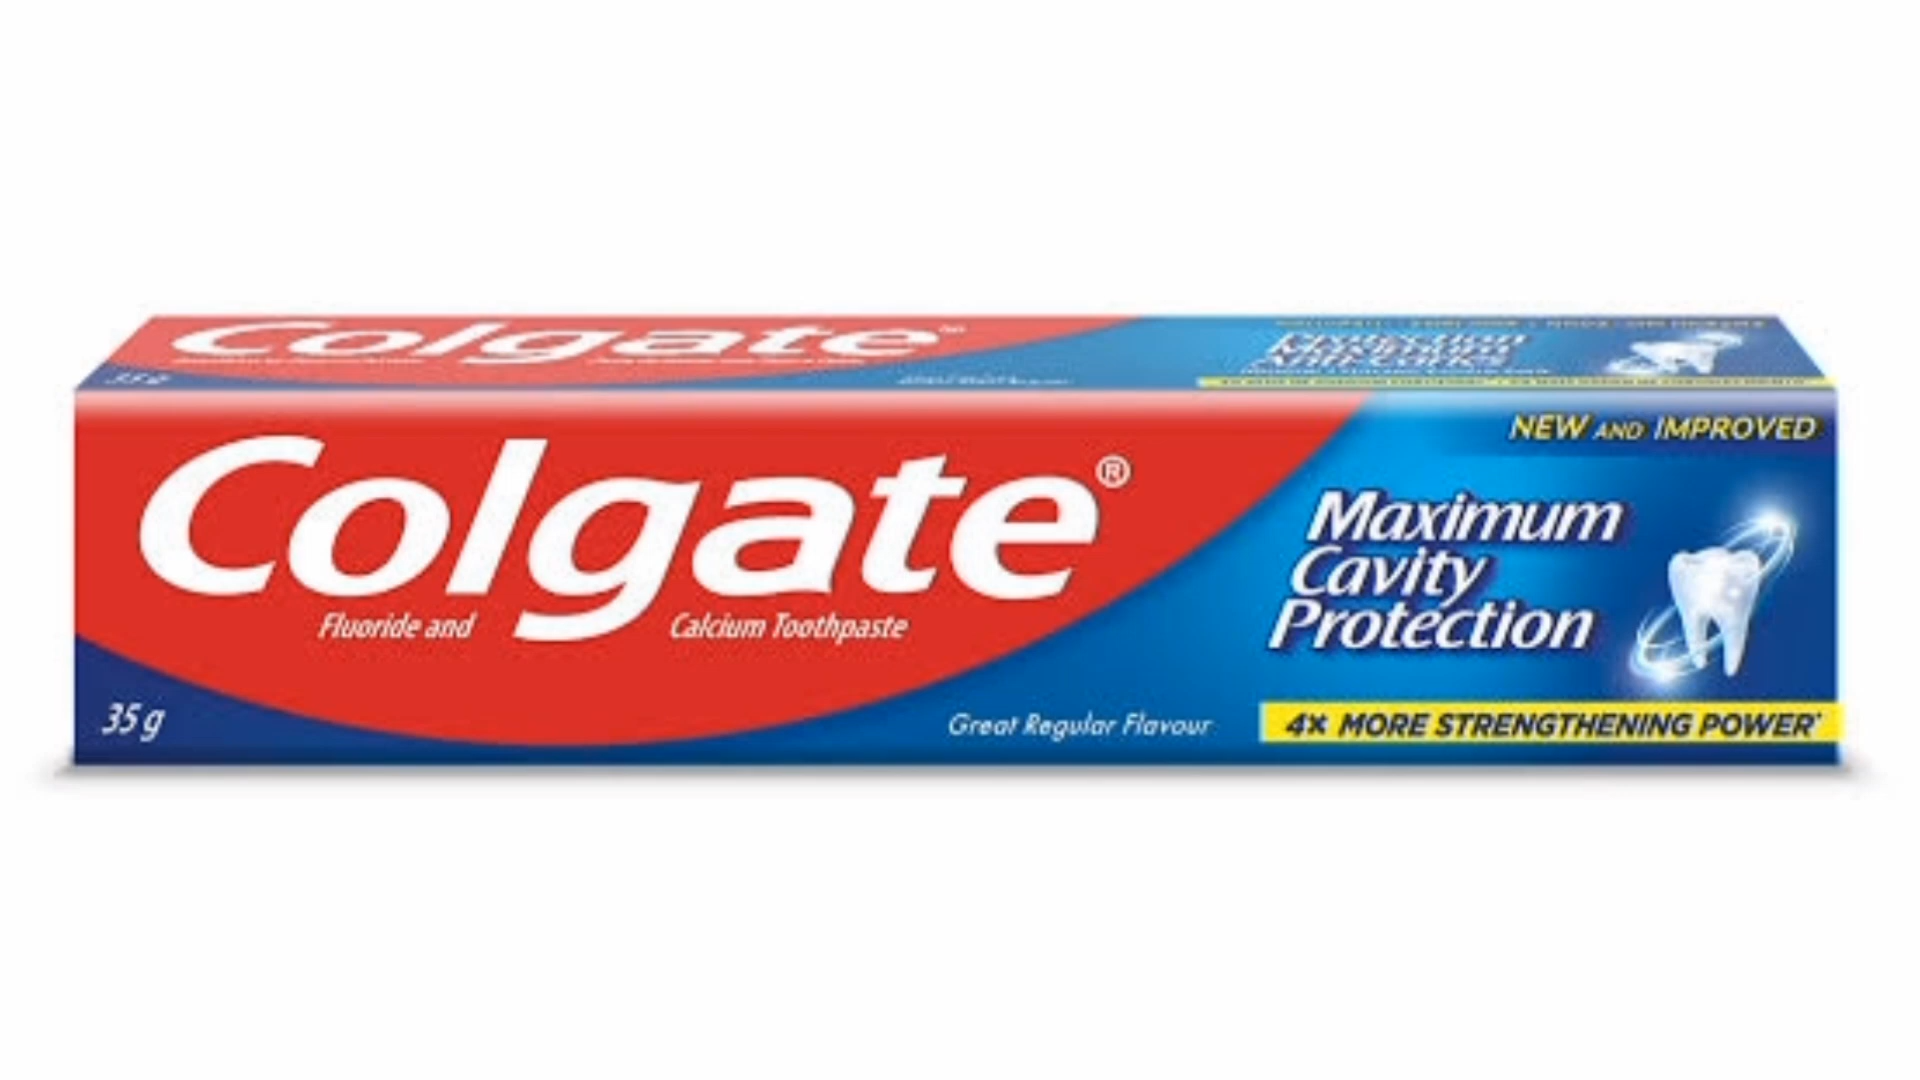 Colgate™
35 g
Colgate®
Fluoride and Calcium Toothpaste
35 g
Great Regular Flavour
NEW AND IMPROVED
Maximum
Cavity
Protection
4X MORE STRENGTHENING POWER*